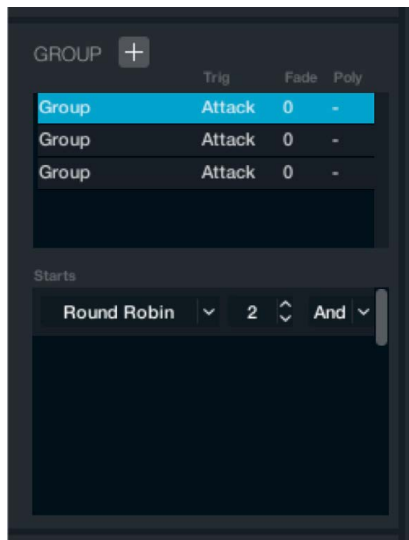 GROUP +
Trig Fade Poly
Group Attack 0 -
Group Attack 0 -
Group Attack 0 -
Starts
Round Robin 2 And